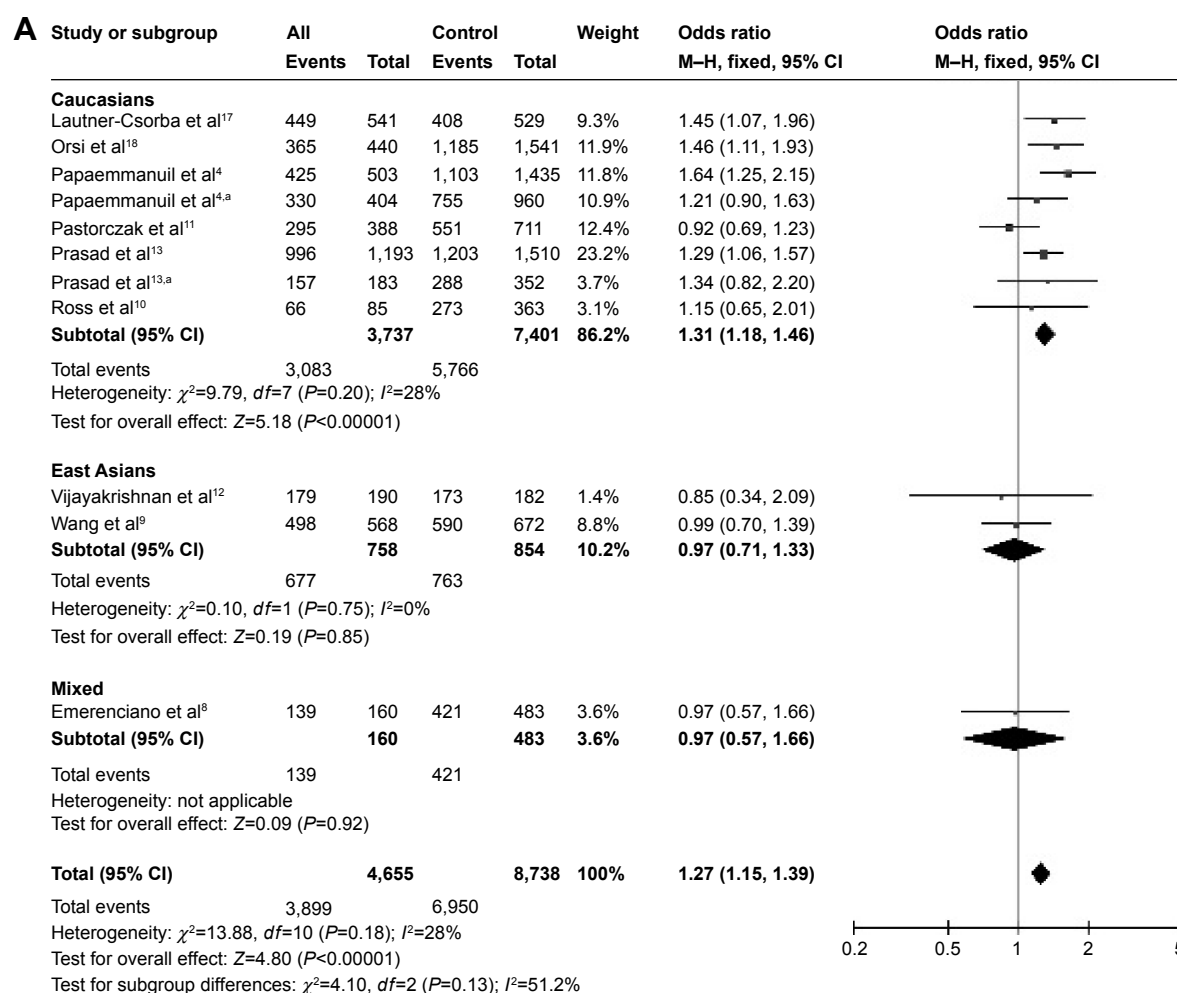 A Study or subgroup All Control Weight Odds ratio Odds ratio
Events Total Events Total M–H, fixed, 95% CI M–H, fixed, 95% CI
Caucasians
Lautner-Csorba et al17 449 541 408 529 9.3% 1.45 (1.07, 1.96)
Orsi et al18 365 440 1,185 1,541 11.9% 1.46 (1.11, 1.93)
Papaemmanuil et al4 425 503 1,103 1,435 11.8% 1.64 (1.25, 2.15)
Papaemmanuil et al4,a 330 404 755 960 10.9% 1.21 (0.90, 1.63)
Pastorczak et al11 295 388 551 711 12.4% 0.92 (0.69, 1.23)
Prasad et al13 996 1,193 1,203 1,510 23.2% 1.29 (1.06, 1.57)
Prasad et al13,a 157 183 288 352 3.7% 1.34 (0.82, 2.20)
Ross et al10 66 85 273 363 3.1% 1.15 (0.65, 2.01)
Subtotal (95% CI) 3,737 7,401 86.2% 1.31 (1.18, 1.46)
Total events 3,083 5,766
Heterogeneity: χ2=9.79, df=7 (P=0.20); I2=28%
Test for overall effect: Z=5.18 (P<0.00001)
East Asians
Vijayakrishnan et al12 179 190 173 182 1.4% 0.85 (0.34, 2.09)
Wang et al9 498 568 590 672 8.8% 0.99 (0.70, 1.39)
Subtotal (95% CI) 758 854 10.2% 0.97 (0.71, 1.33)
Total events 677 763
Heterogeneity: χ2=0.10, df=1 (P=0.75); I2=0%
Test for overall effect: Z=0.19 (P=0.85)
Mixed
Emerenciano et al8 139 160 421 483 3.6% 0.97 (0.57, 1.66)
Subtotal (95% CI) 160 483 3.6% 0.97 (0.57, 1.66)
Total events 139 421
Heterogeneity: not applicable
Test for overall effect: Z=0.09 (P=0.92)
Total (95% CI) 4,655 8,738 100% 1.27 (1.15, 1.39)
Total events 3,899 6,950
Heterogeneity: χ2=13.88, df=10 (P=0.18); I2=28%
Test for overall effect: Z=4.80 (P<0.00001)
Test for subgroup differences: χ2=4.10, df=2 (P=0.13); I2=51.2%
0.2 0.5 1 2 5